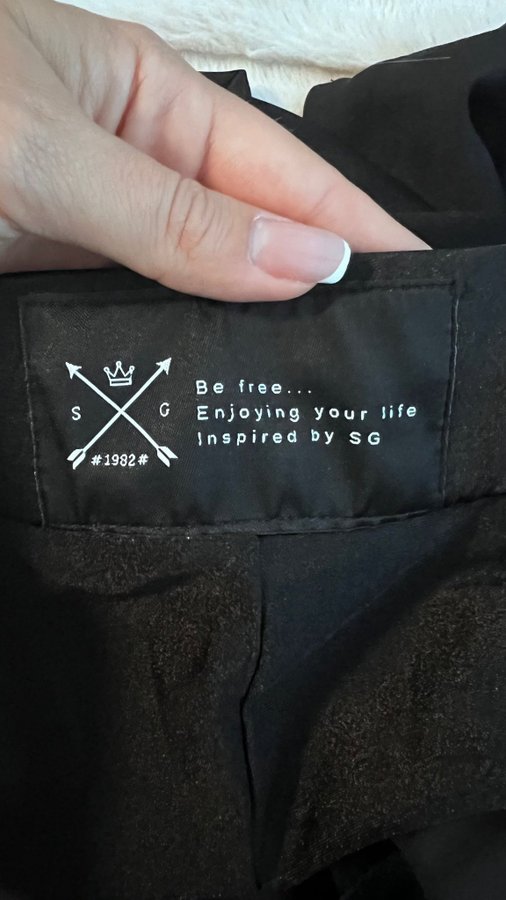 S G
#1982#
Be free...
Enjoying your life
Inspired by SG